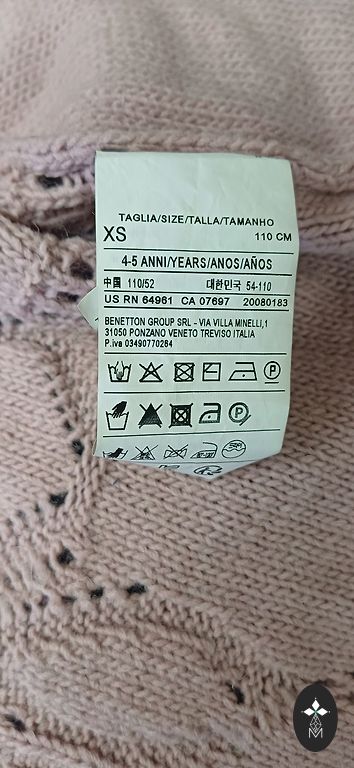 TAGLIA/SIZE/TALLA/TAMANHO
XS 110 CM
4-5 ANNI/YEARS/ANOS/AÑOS
中国 110/52 대한민국 54-110
US RN 64961 CA 07697 20080183
BENETTON GROUP SRL - VIA VILLA MINELLI,1
31050 PONZANO VENETO TREVISO ITALIA
P.iva 03490770264
P
P
M